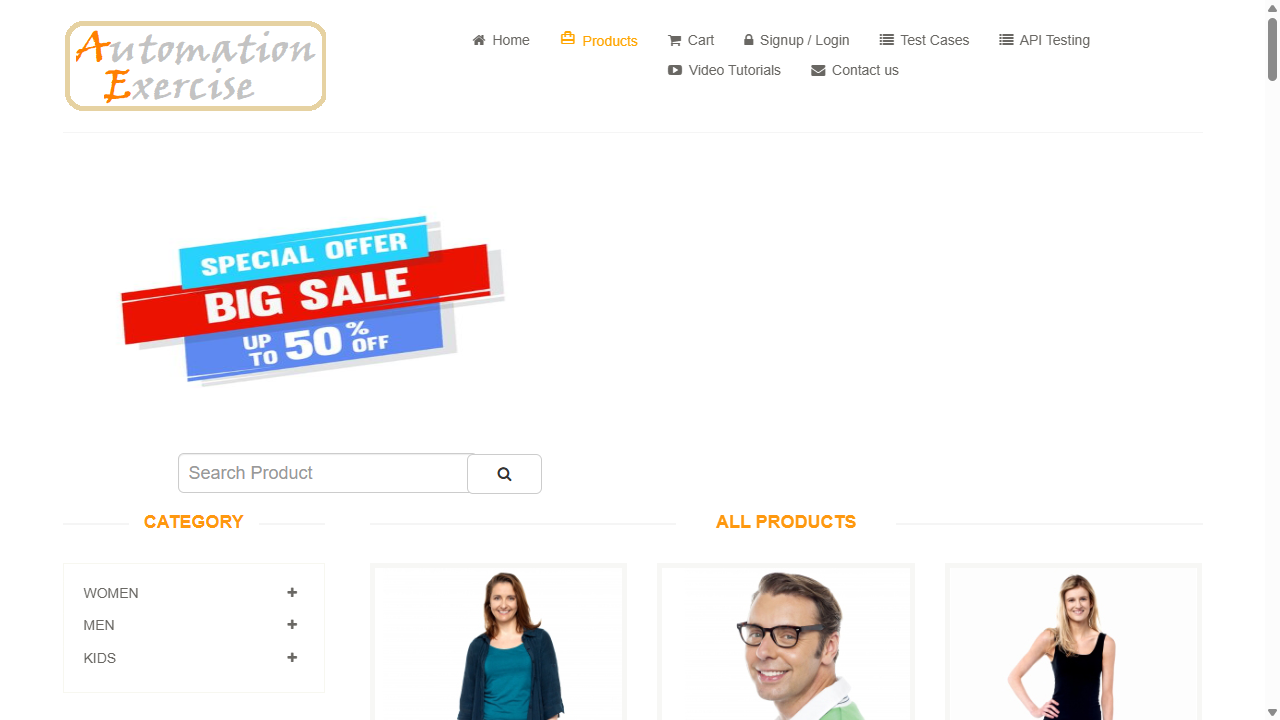 Automation
Exercise
Home
Products
Cart
Signup / Login
Test Cases
API Testing
Video Tutorials
Contact us
SPECIAL OFFER
BIG SALE
UP TO 50% OFF
Search Product
CATEGORY
ALL PRODUCTS
WOMEN
MEN
KIDS